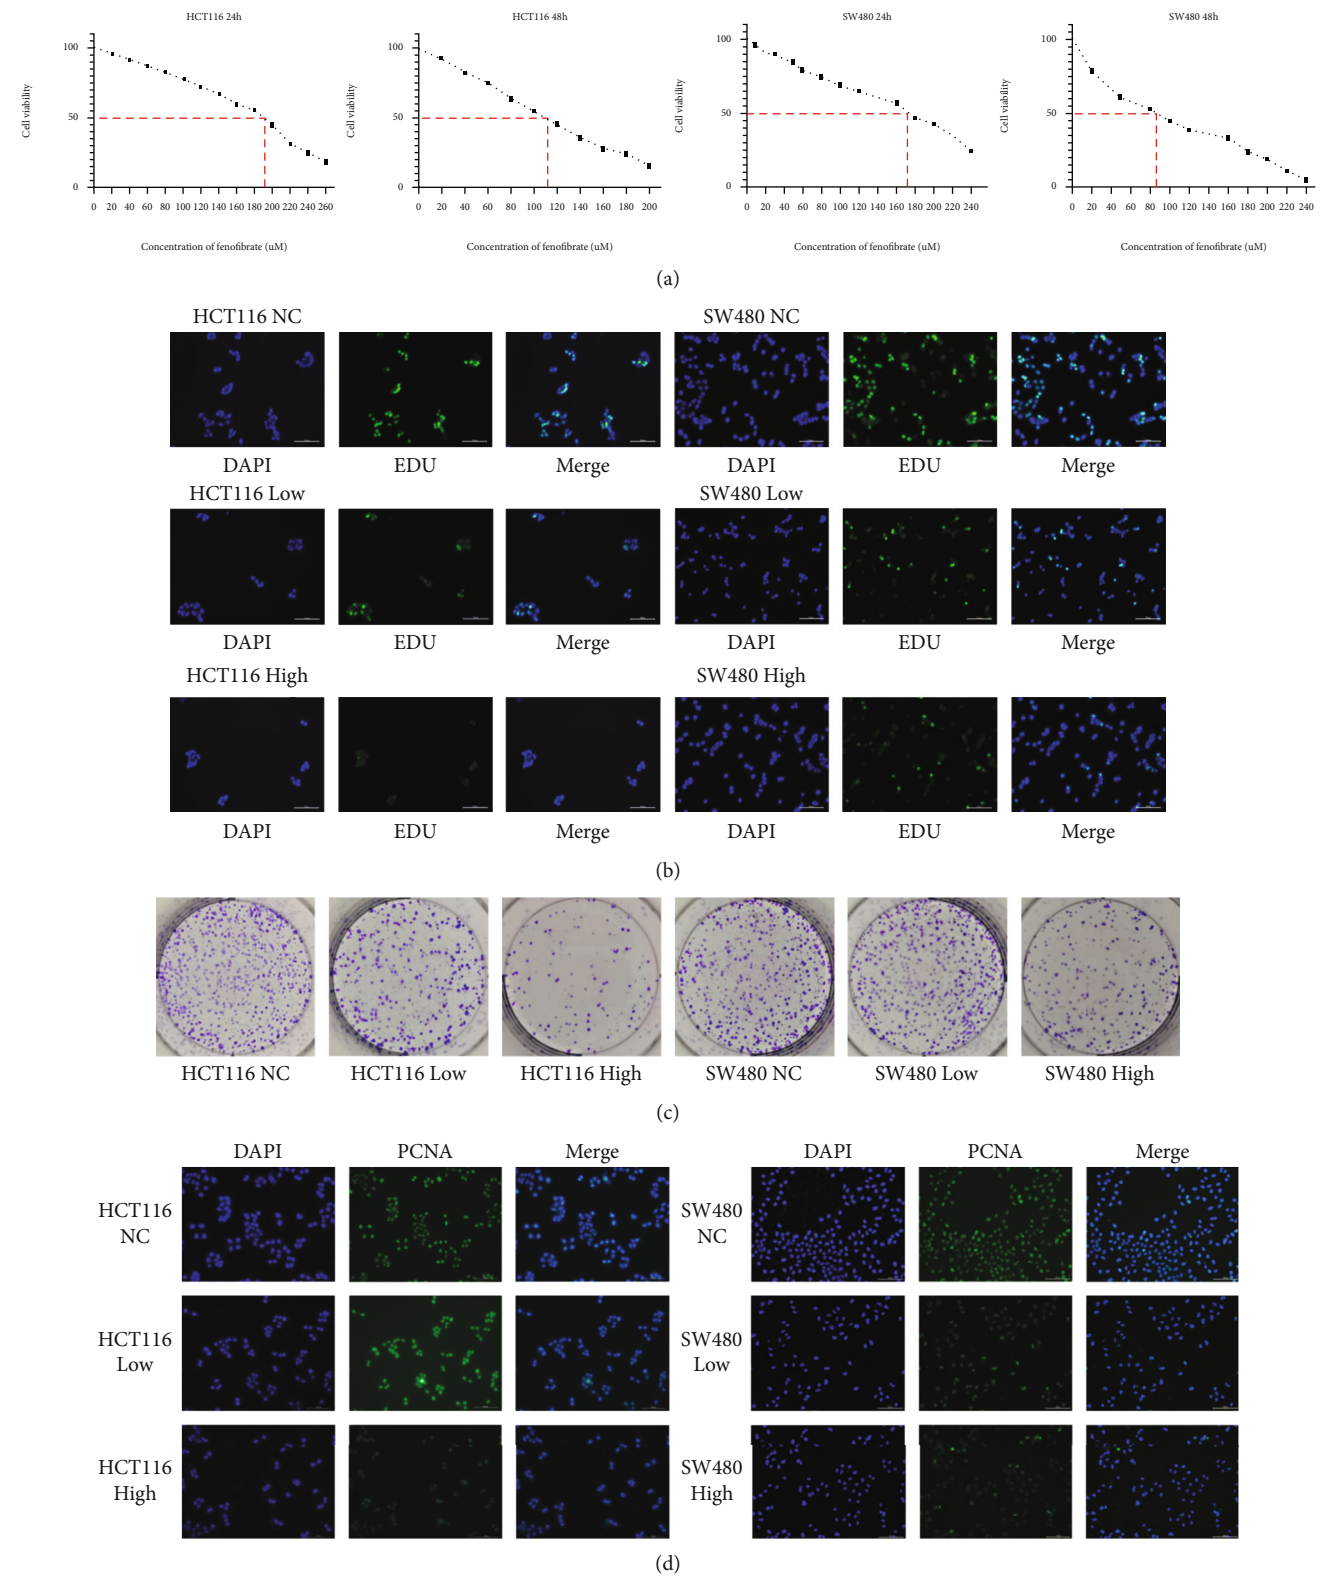 HCT116 24h
HCT116 48h
SW480 24h
SW480 48h
Cell viability
100
50
0
0 20 40 60 80 100 120 140 160 180 200 220 240 260
Concentration of fenofibrate (uM)
Cell viability
100
50
0
0 20 40 60 80 100 120 140 160 180 200
Concentration of fenofibrate (uM)
Cell viability
100
50
0
0 20 40 60 80 100 120 140 160 180 200 220 240
Concentration of fenofibrate (uM)
Cell viability
100
50
0
0 20 40 60 80 100 120 140 160 180 200 220 240
Concentration of fenofibrate (uM)
(a)
HCT116 NC
SW480 NC
DAPI EDU Merge DAPI EDU Merge
HCT116 Low
SW480 Low
DAPI EDU Merge DAPI EDU Merge
HCT116 High
SW480 High
DAPI EDU Merge DAPI EDU Merge
(b)
HCT116 NC HCT116 Low HCT116 High SW480 NC SW480 Low SW480 High
(c)
DAPI PCNA Merge DAPI PCNA Merge
HCT116
NC
SW480
NC
HCT116
Low
SW480
Low
HCT116
High
SW480
High
(d)